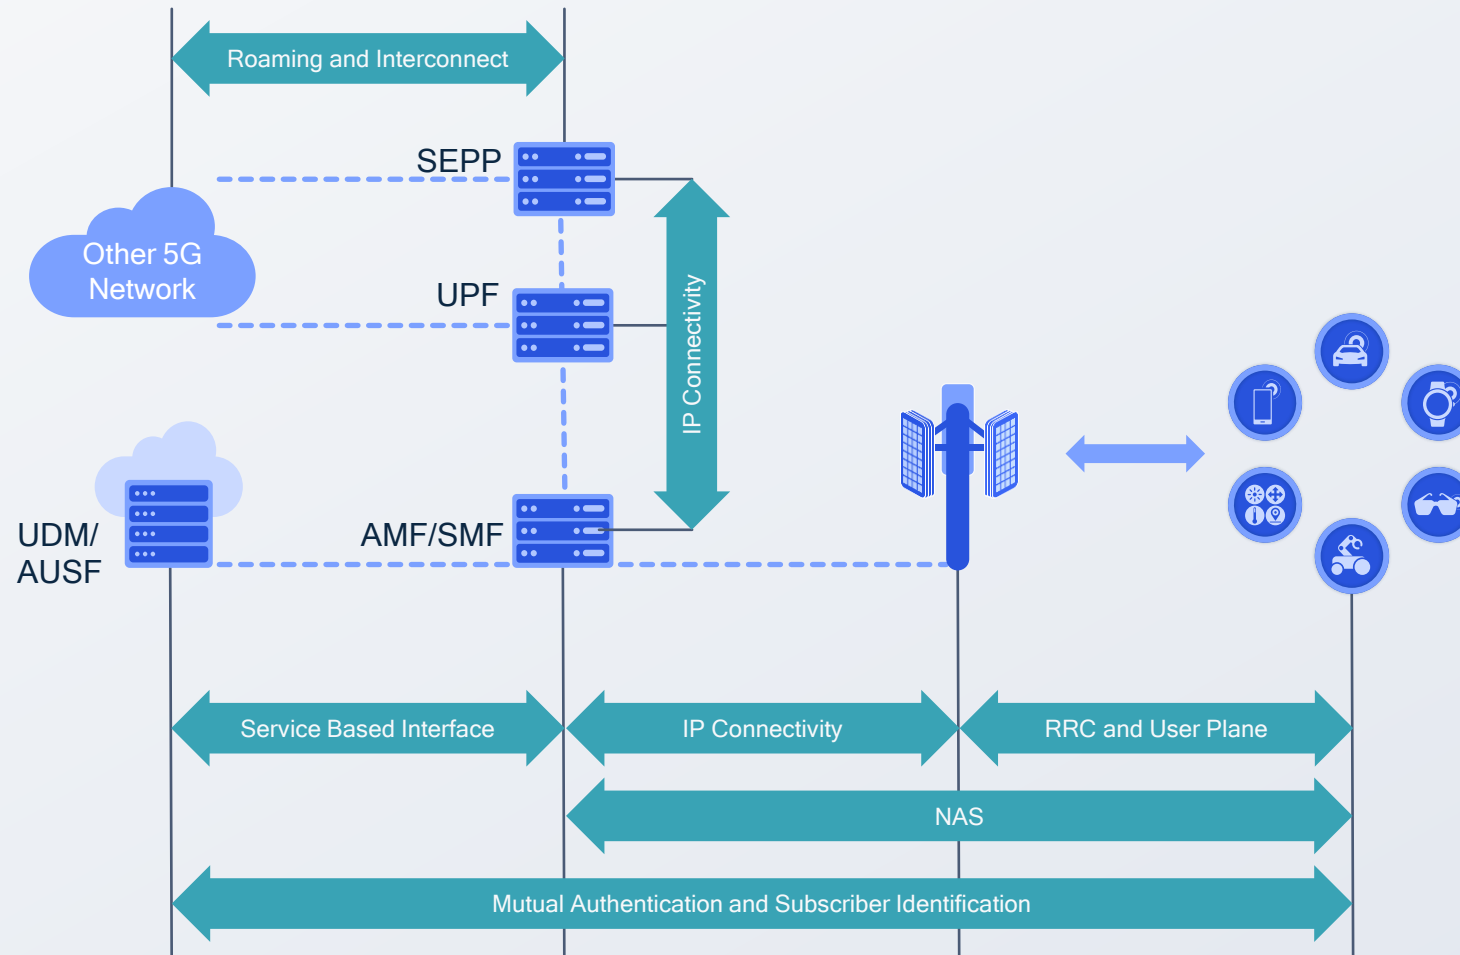 Roaming and Interconnect
SEPP
Other 5G
Network
UPF
IP Connectivity
UDM/
AUSF
AMF/SMF
Service Based Interface
IP Connectivity
RRC and User Plane
NAS
Mutual Authentication and Subscriber Identification